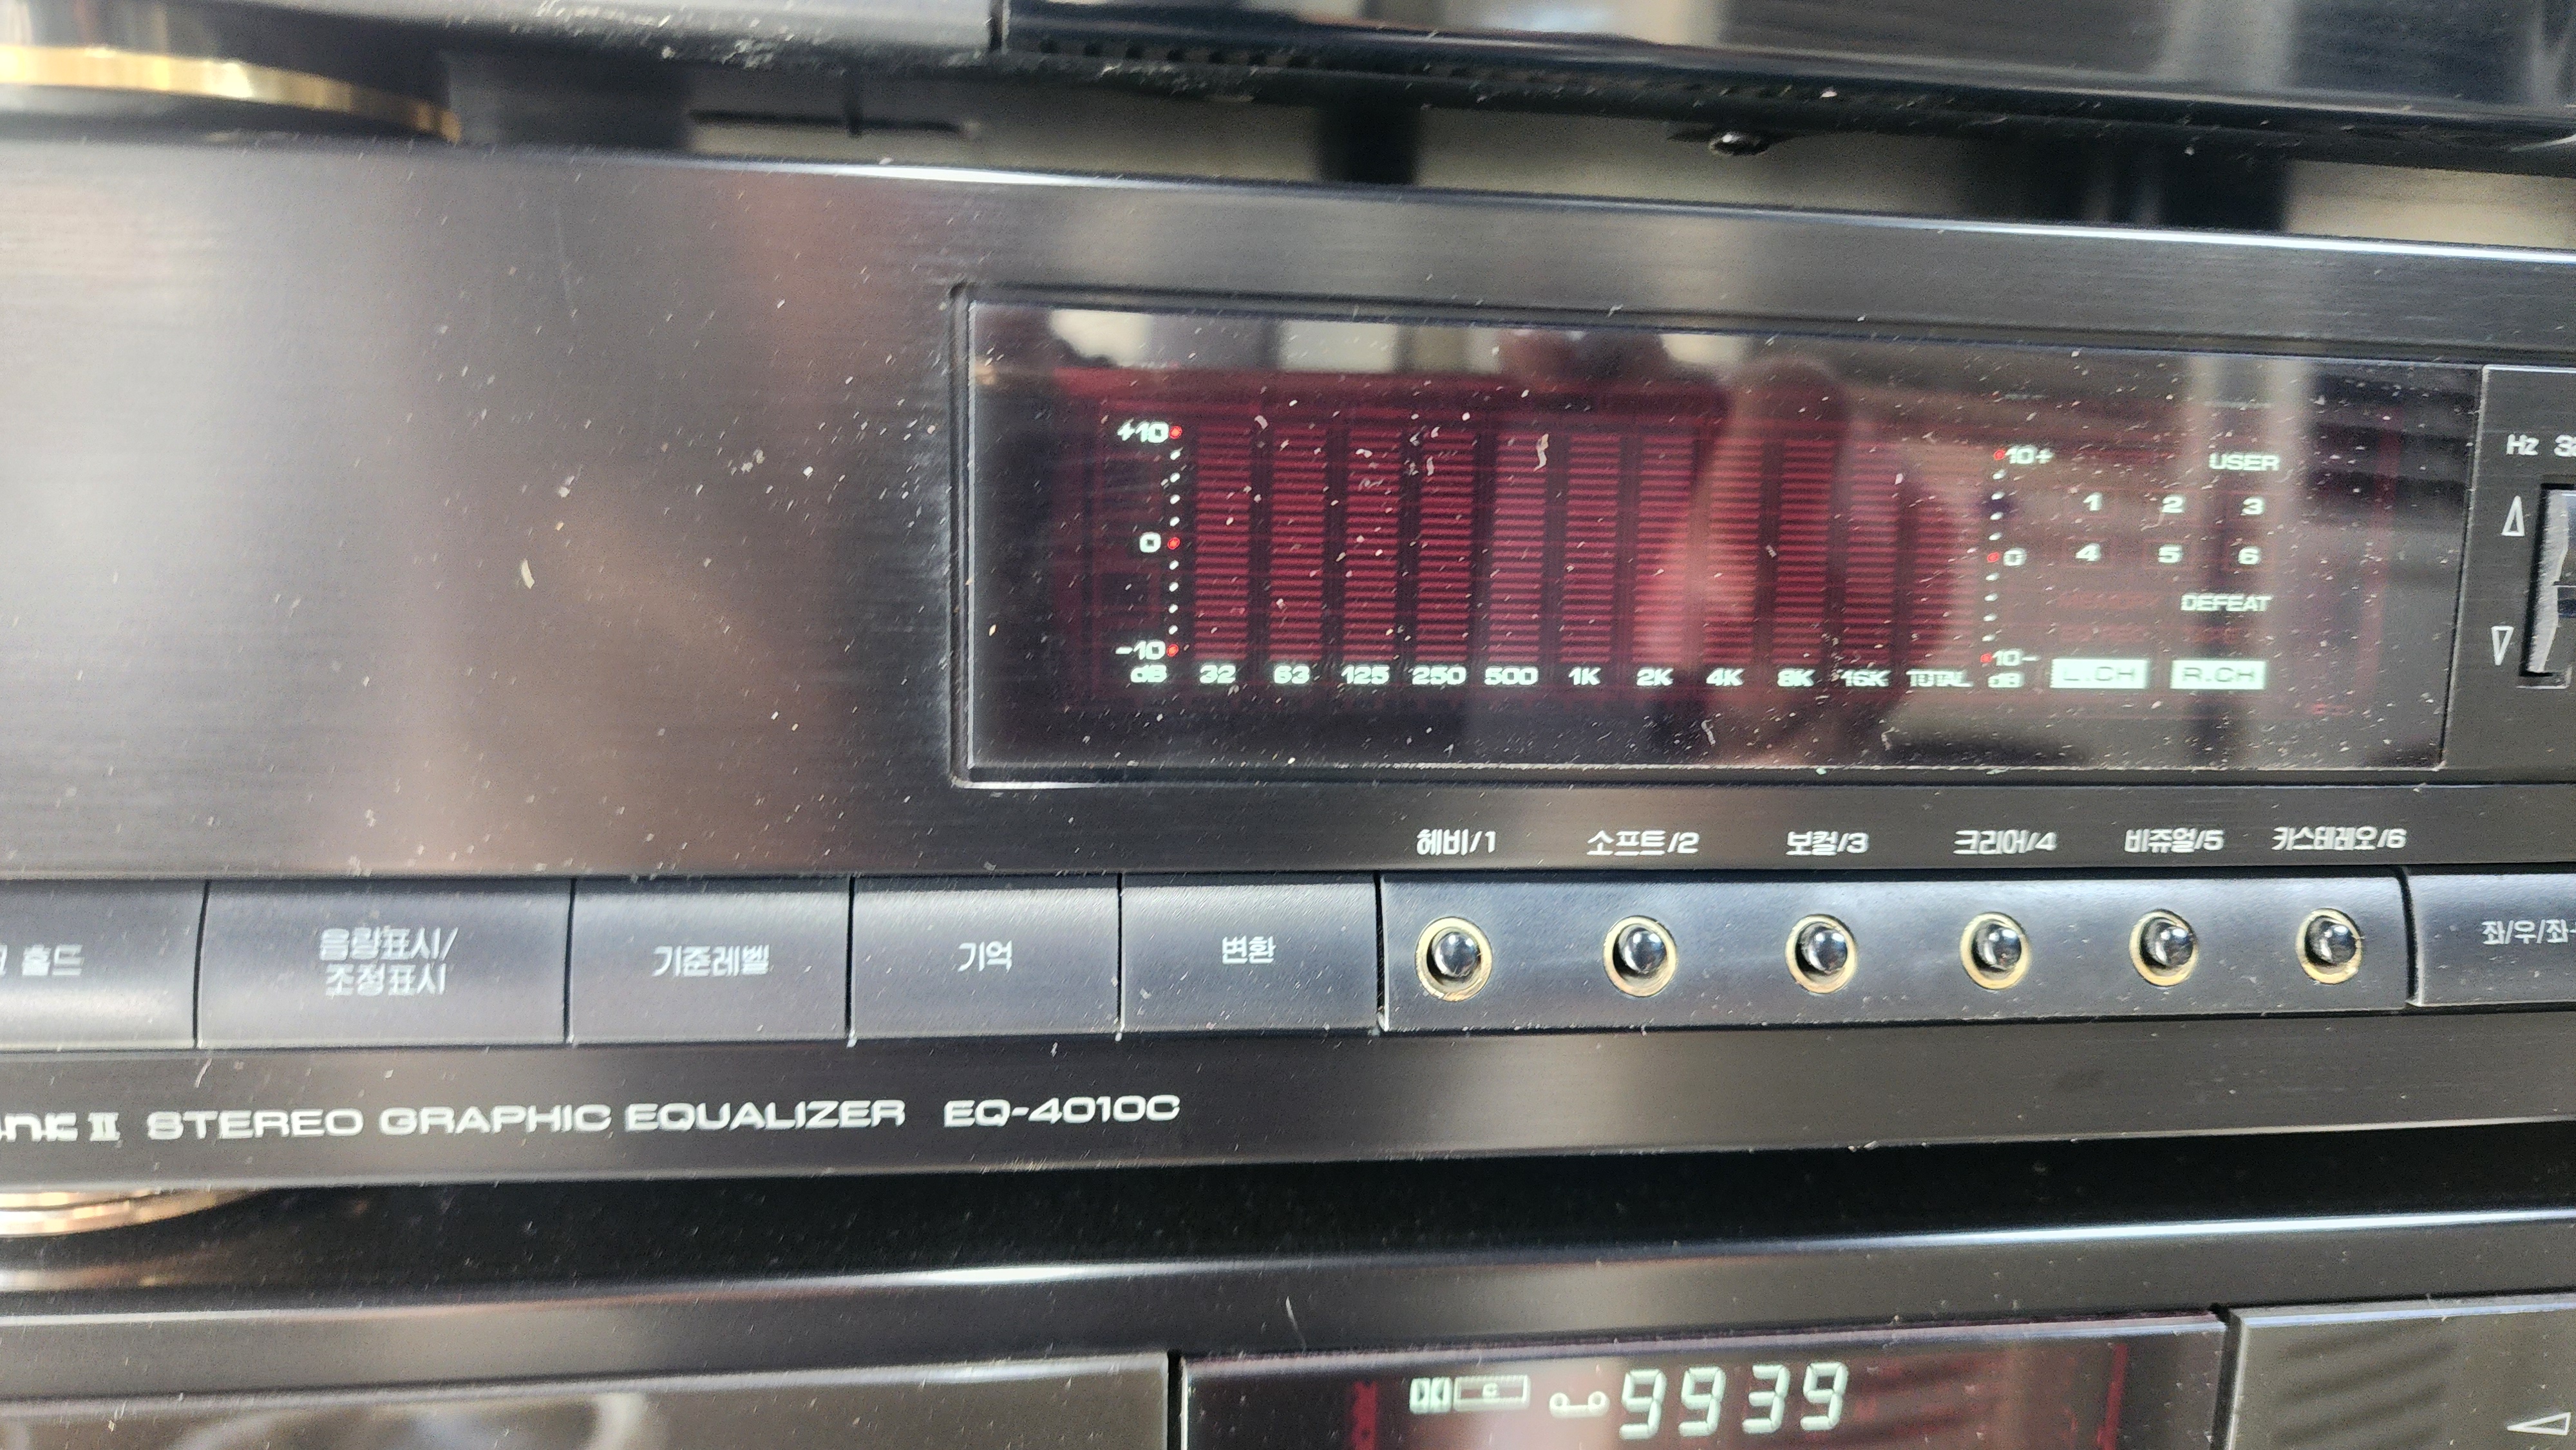 +10
0
-10
dB 32 63 125 250 500 1K 2K 4K 8K 16K TOTAL
10+
0
10-
dB
USER
1 2 3
4 5 6
DEFEAT
L.CH R.CH
Hz
헤비/1 소프트/2 보컬/3 크리어/4 비쥬얼/5 카스테레오/6
홀드
음량표시/
조정표시
기준레벨
기억
변환
좌/우/좌
II STEREO GRAPHIC EQUALIZER EQ-4010C
C 9939